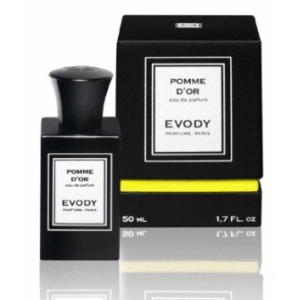 POMME
D'OR
eau de parfum
EVODY
PARFUMS · PARIS
POMME
D'OR
eau de parfum
EVODY
PARFUMS · PARIS
50 ML
1,7 FL. OZ